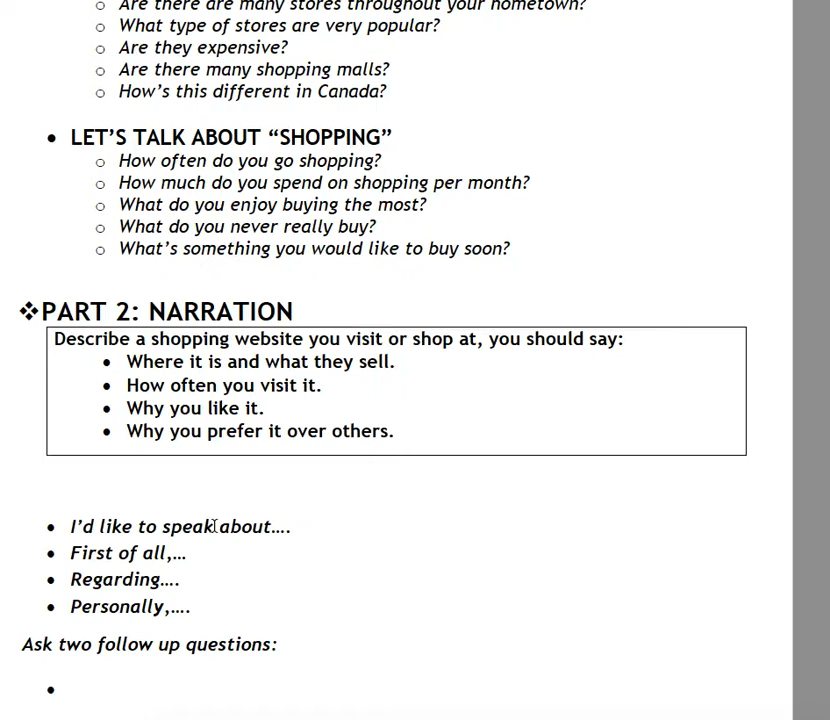 ○ Are there are many stores throughout your hometown?
○ What type of stores are very popular?
○ Are they expensive?
○ Are there many shopping malls?
○ How's this different in Canada?
• LET'S TALK ABOUT “SHOPPING”
○ How often do you go shopping?
○ How much do you spend on shopping per month?
○ What do you enjoy buying the most?
○ What do you never really buy?
○ What's something you would like to buy soon?
❖PART 2: NARRATION
Describe a shopping website you visit or shop at, you should say:
• Where it is and what they sell.
• How often you visit it.
• Why you like it.
• Why you prefer it over others.
• I'd like to speak about....
• First of all,...
• Regarding....
• Personally,....
Ask two follow up questions:
•